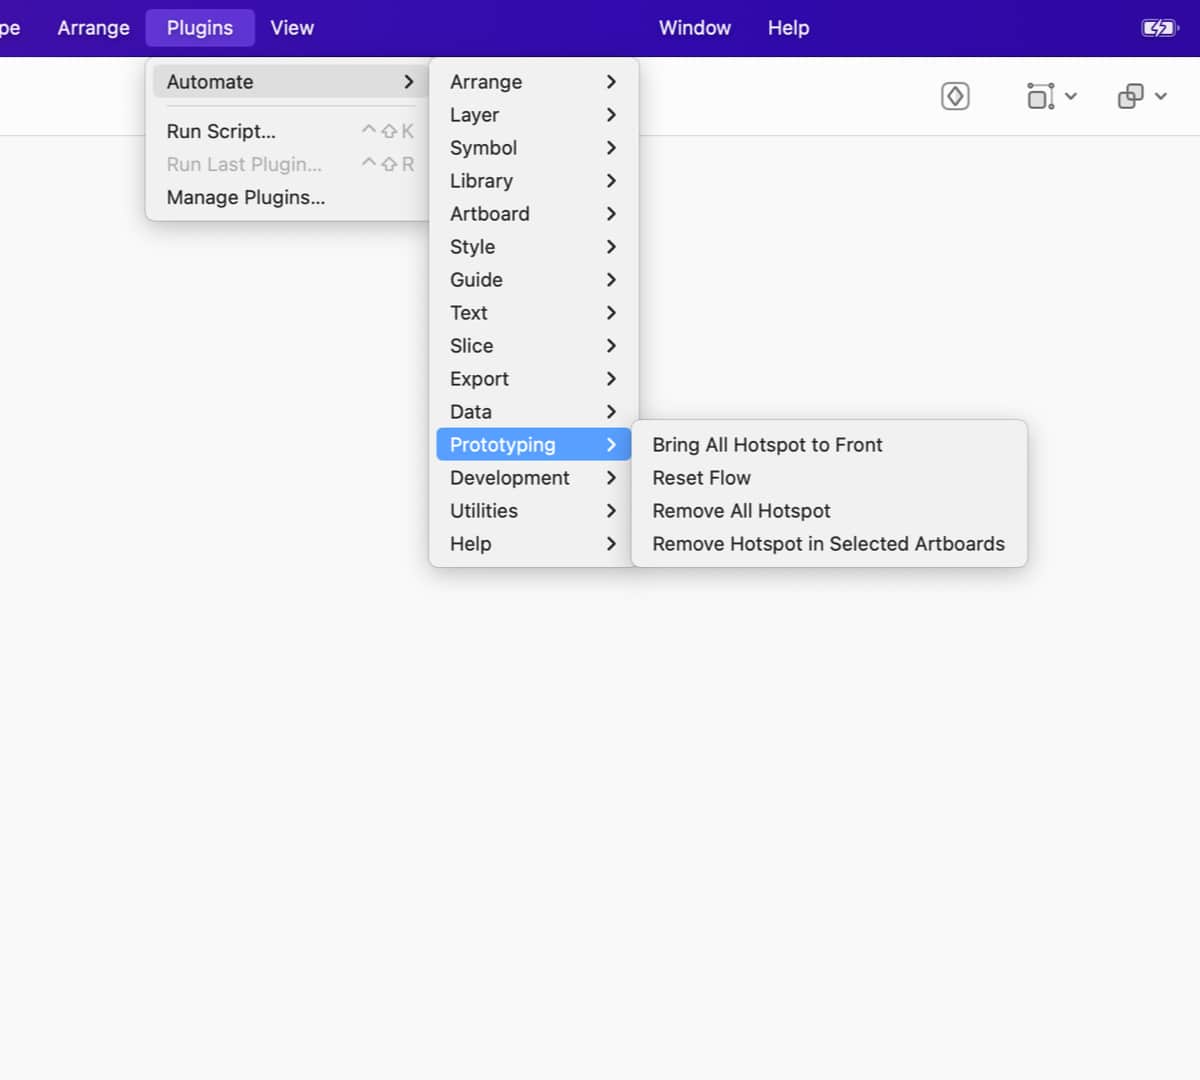 pe Arrange Plugins View Window Help
Automate
Run Script... ^⇧K
Run Last Plugin... ^⇧R
Manage Plugins...
Arrange
Layer
Symbol
Library
Artboard
Style
Guide
Text
Slice
Export
Data
Prototyping
Development
Utilities
Help
Bring All Hotspot to Front
Reset Flow
Remove All Hotspot
Remove Hotspot in Selected Artboards